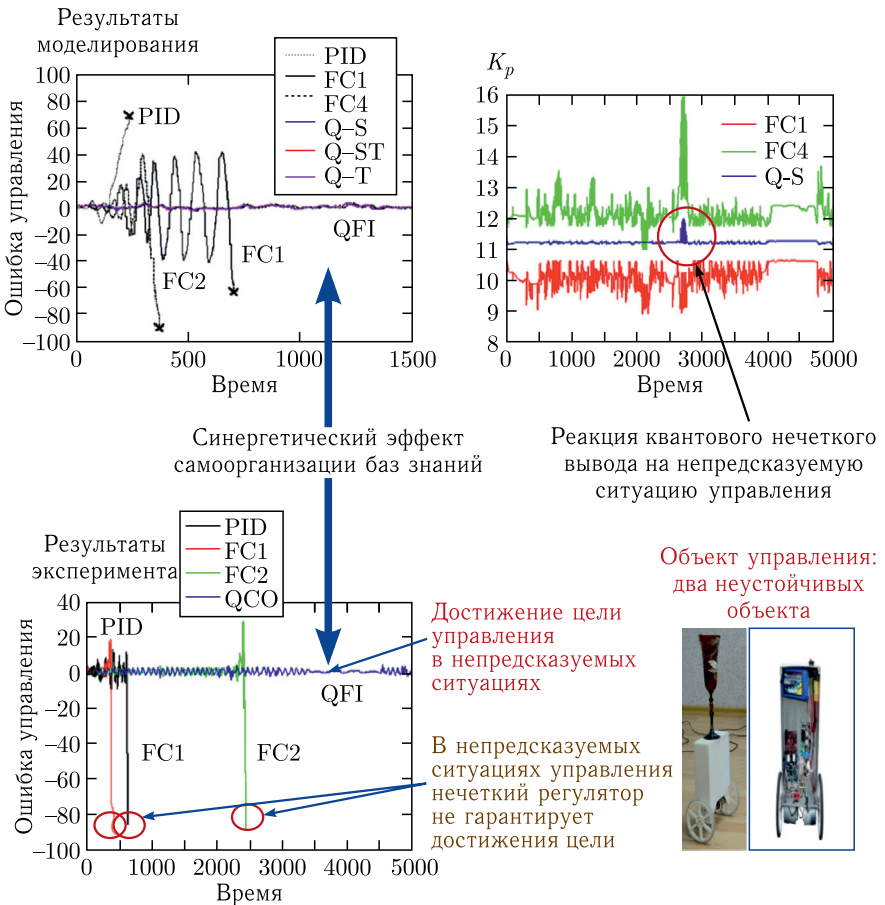 Результаты
моделирования
PID
FC1
FC4
Q–S
Q–ST
Q–T
Ошибка управления
100
80
60
40
20
0
−20
−40
−60
−80
−100
PID
FC2
FC1
QFI
0
500
1000
1500
Время
K_p
16
15
14
13
12
11
10
9
8
FC1
FC4
Q-S
0
1000
2000
3000
4000
5000
Время
Синергетический эффект
самоорганизации баз знаний
Реакция квантового нечеткого
вывода на непредсказуемую
ситуацию управления
Результаты
эксперимента
PID
FC1
FC2
QCO
Ошибка управления
40
20
0
−20
−40
−60
−80
−100
PID
FC1
FC2
QFI
0
1000
2000
3000
4000
5000
Время
Достижение цели
управления
в непредсказуемых
ситуациях
В непредсказуемых
ситуациях управления
нечеткий регулятор
не гарантирует
достижения цели
Объект управления:
два неустойчивых
объекта